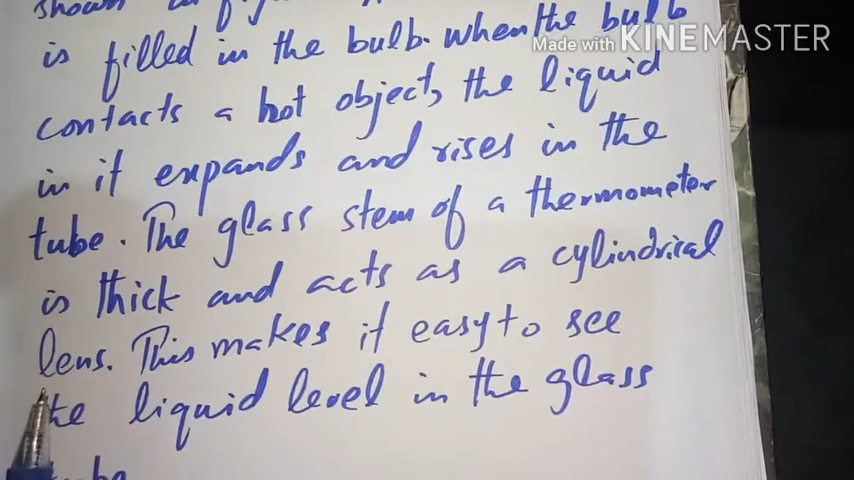 shown in
is filled in the bulb. when the bulb
Made with KINEMASTER
contacts a hot object, the liquid
in it expands and rises in the
tube. The glass stem of a thermometer
is thick and acts as a cylindrical
lens. This makes it easy to see
the liquid level in the glass